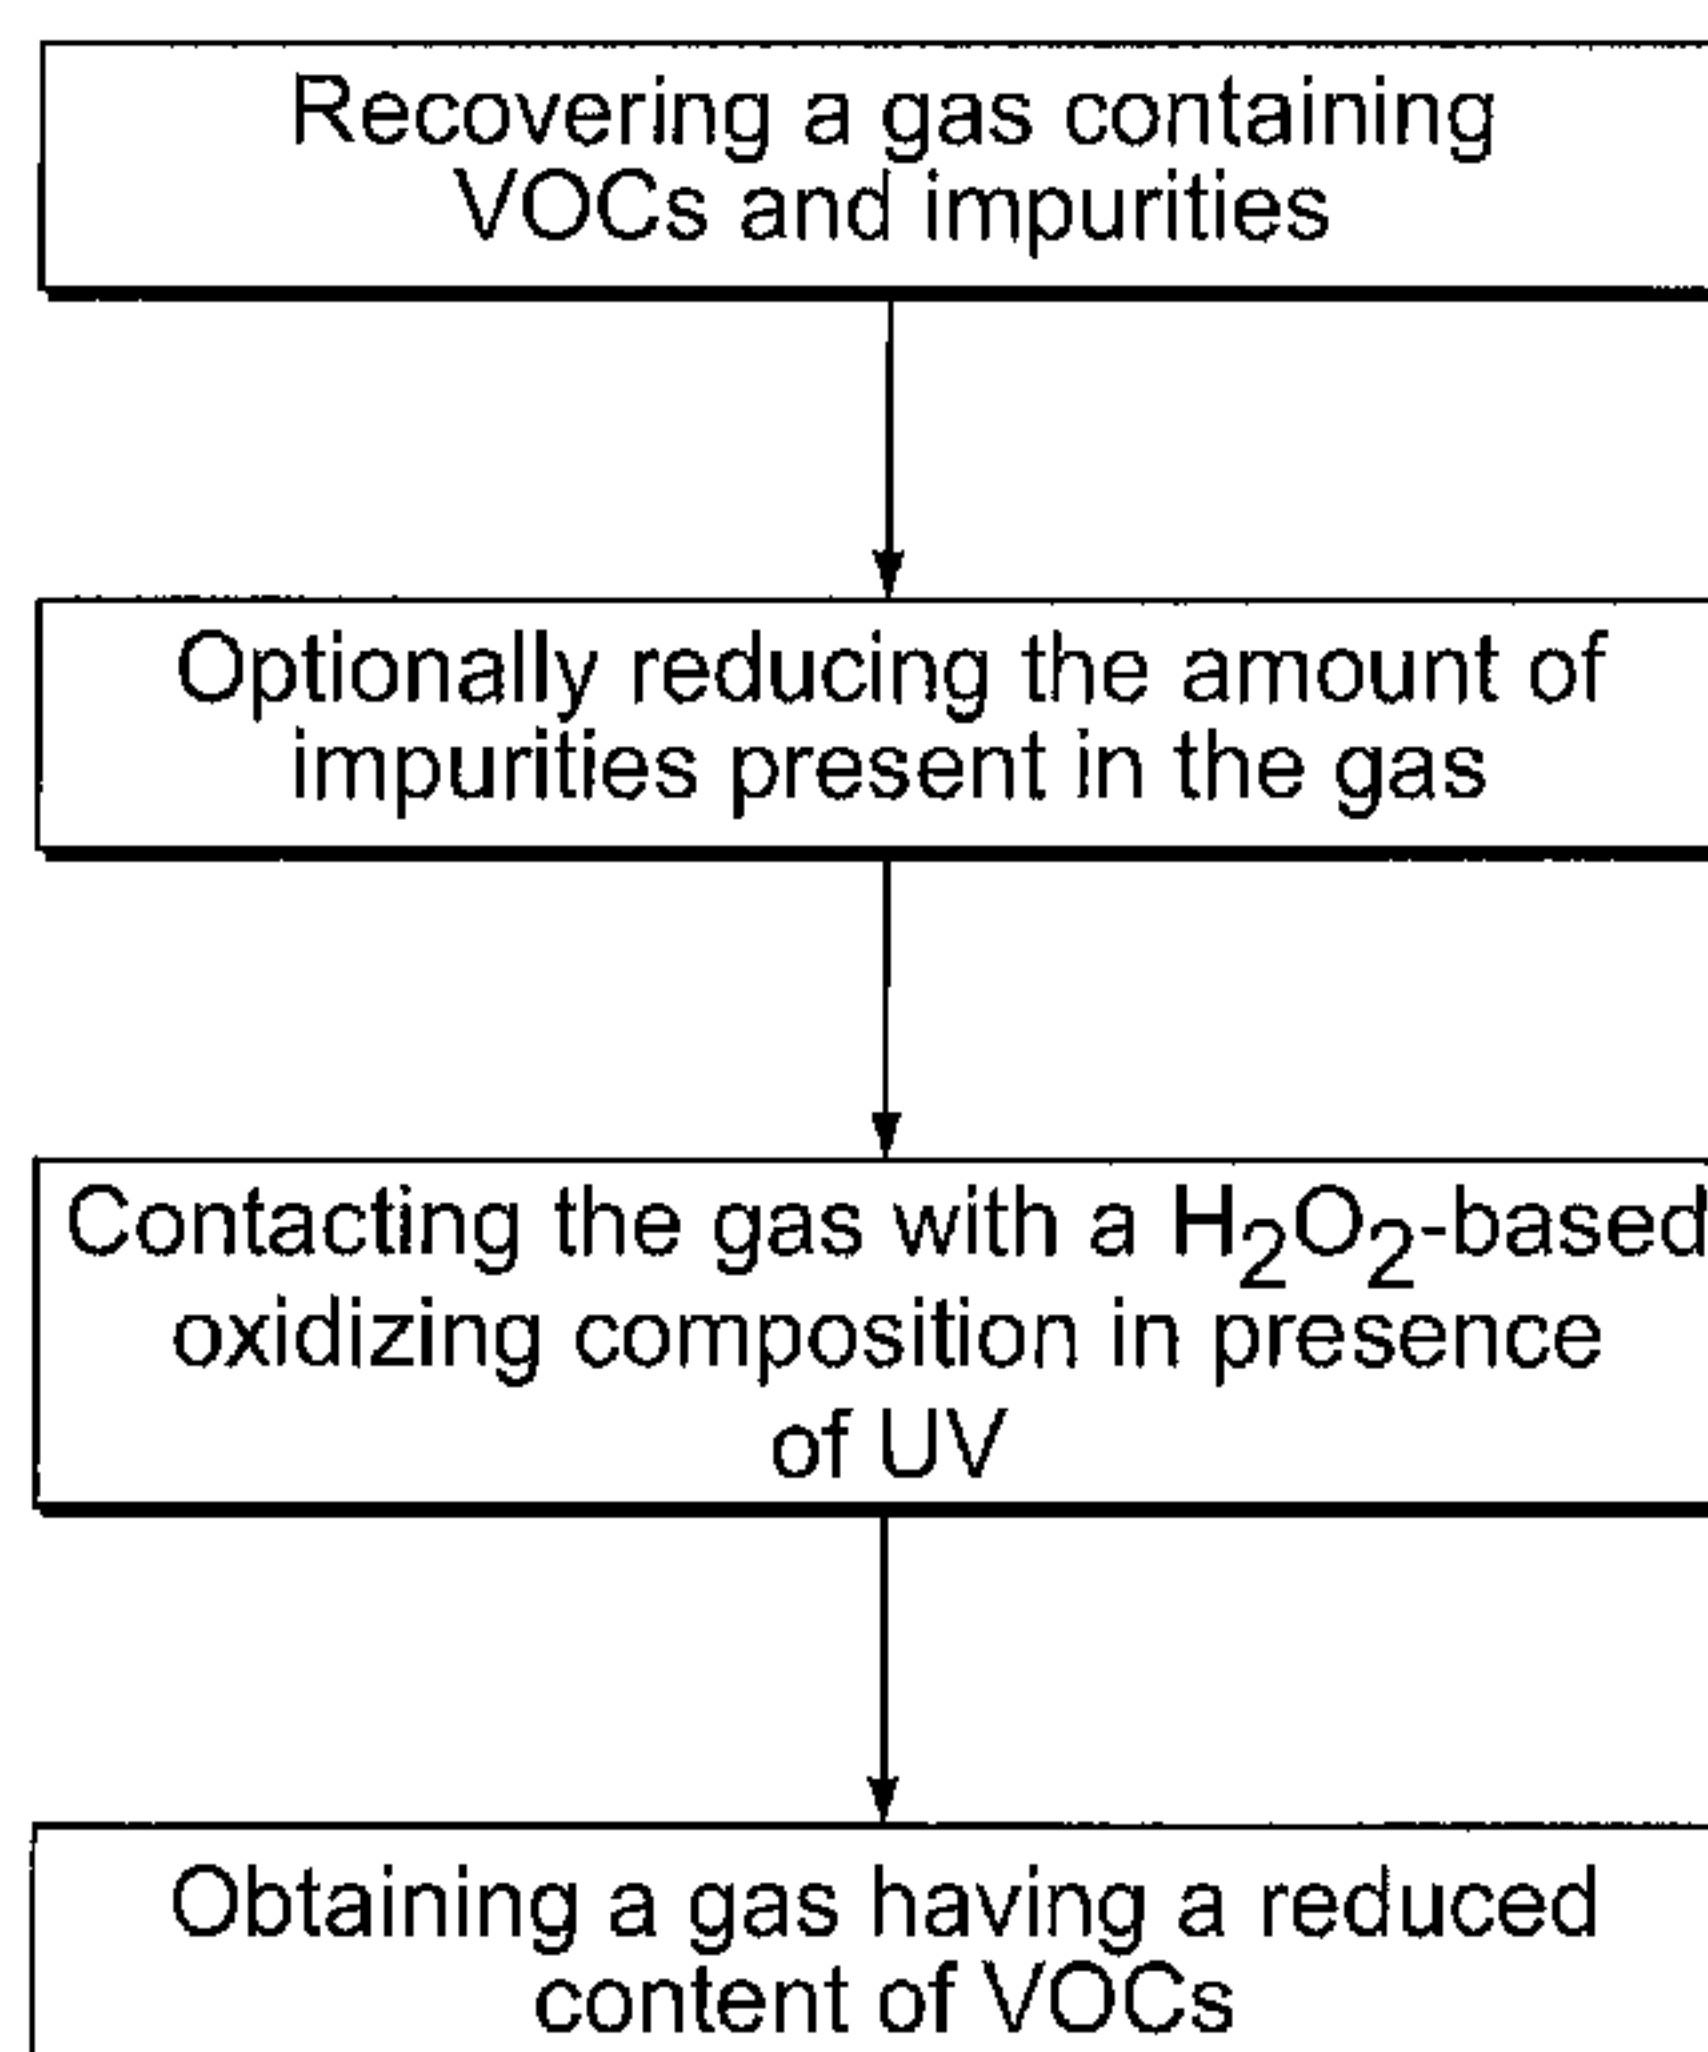 Recovering a gas containing
VOCs and impurities
Optionally reducing the amount of
impurities present in the gas
Contacting the gas with a H₂O₂-based
oxidizing composition in presence
of UV
Obtaining a gas having a reduced
content of VOCs